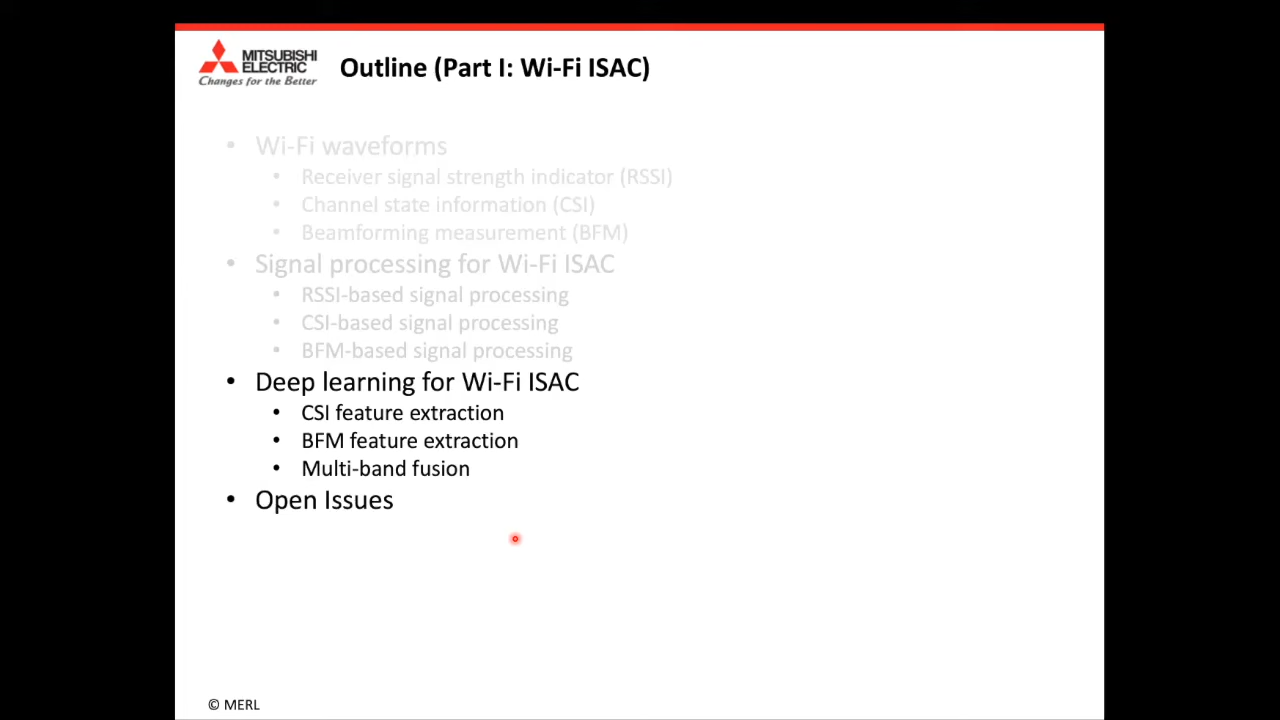 MITSUBISHI
ELECTRIC
Changes for the Better
Outline (Part I: Wi-Fi ISAC)
• Wi-Fi waveforms
• Receiver signal strength indicator (RSSI)
• Channel state information (CSI)
• Beamforming measurement (BFM)
• Signal processing for Wi-Fi ISAC
• RSSI-based signal processing
• CSI-based signal processing
• BFM-based signal processing
• Deep learning for Wi-Fi ISAC
• CSI feature extraction
• BFM feature extraction
• Multi-band fusion
• Open Issues
© MERL